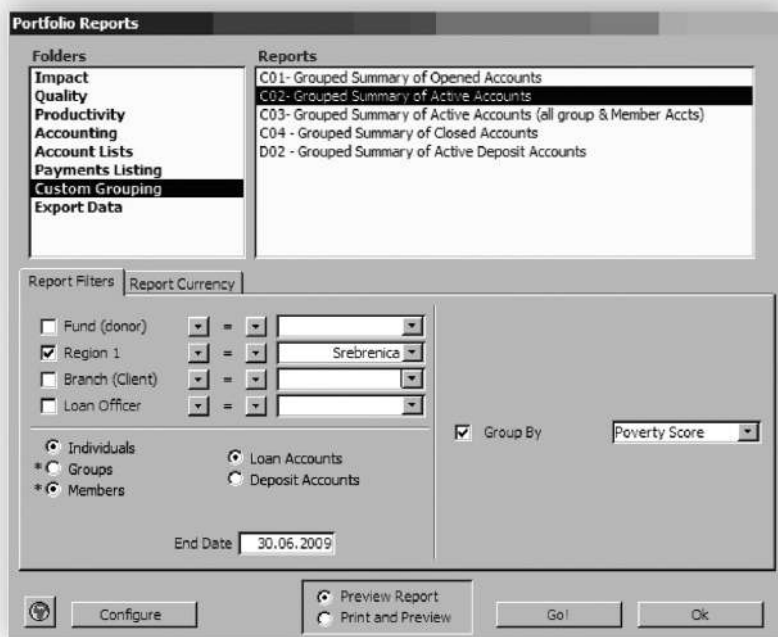 Portfolio Reports
Folders
Impact
Quality
Productivity
Accounting
Account Lists
Payments Listing
Custom Grouping
Export Data
Reports
C01- Grouped Summary of Opened Accounts
C02- Grouped Summary of Active Accounts
C03- Grouped Summary of Active Accounts (all group & Member Accts)
C04 - Grouped Summary of Closed Accounts
D02 - Grouped Summary of Active Deposit Accounts
Report Filters Report Currency
Fund (donor) =
Region 1 = Srebrenica
Branch (Client) =
Loan Officer =
Individuals
* Groups
* Members
Loan Accounts
Deposit Accounts
End Date 30.06.2009
Group By Poverty Score
Configure
Preview Report
Print and Preview
Go!
Ok